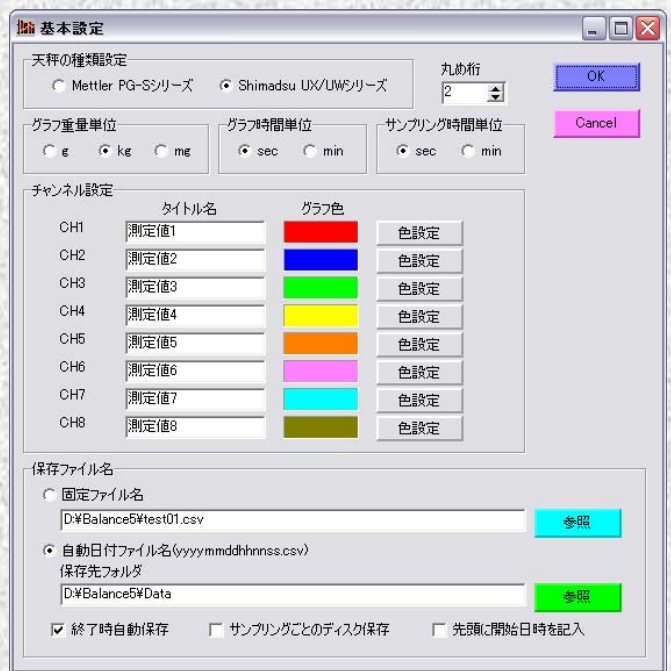 基本設定
天秤の種類設定
Mettler PG-Sシリーズ Shimadsu UX/UWシリーズ
丸め桁
2
OK
Cancel
グラフ重量単位
g kg mg
グラフ時間単位
sec min
サンプリング時間単位
sec min
チャンネル設定
タイトル名 グラフ色
CH1 測定値1 色設定
CH2 測定値2 色設定
CH3 測定値3 色設定
CH4 測定値4 色設定
CH5 測定値5 色設定
CH6 測定値6 色設定
CH7 測定値7 色設定
CH8 測定値8 色設定
保存ファイル名
固定ファイル名
D:¥Balance5¥test01.csv 参照
自動日付ファイル名(yyyymmddhhnnss.csv)
保存先フォルダ
D:¥Balance5¥Data 参照
終了時自動保存 サンプリングごとのディスク保存 先頭に開始日時を記入